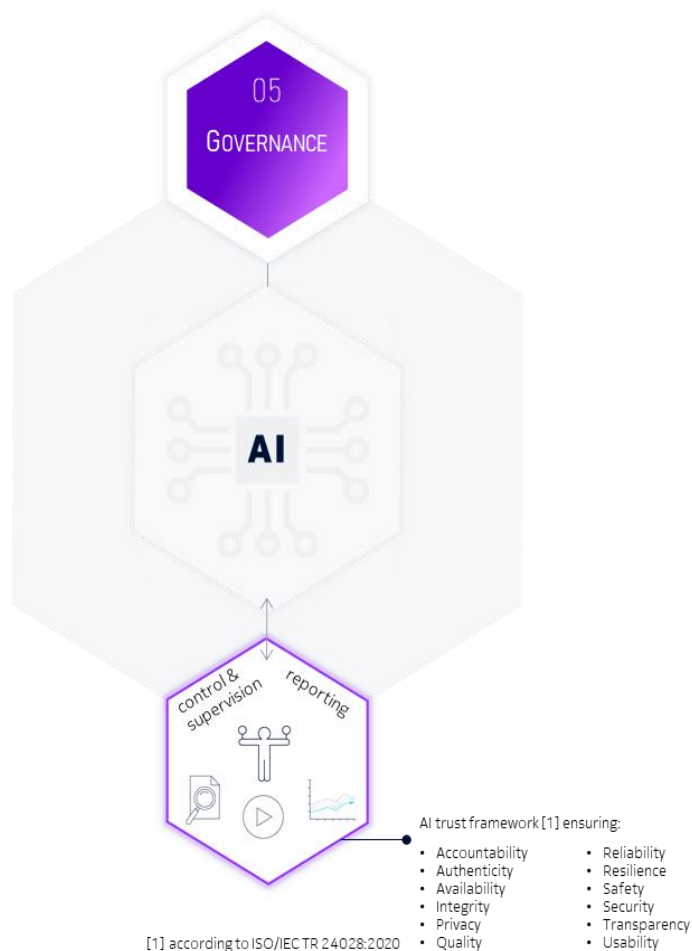 05
GOVERNANCE
AI
control &
supervision
reporting
AI trust framework [1] ensuring:
• Accountability
• Authenticity
• Availability
• Integrity
• Privacy
• Quality
• Reliability
• Resilience
• Safety
• Security
• Transparency
• Usability
[1] according to ISO/IEC TR 24028:2020